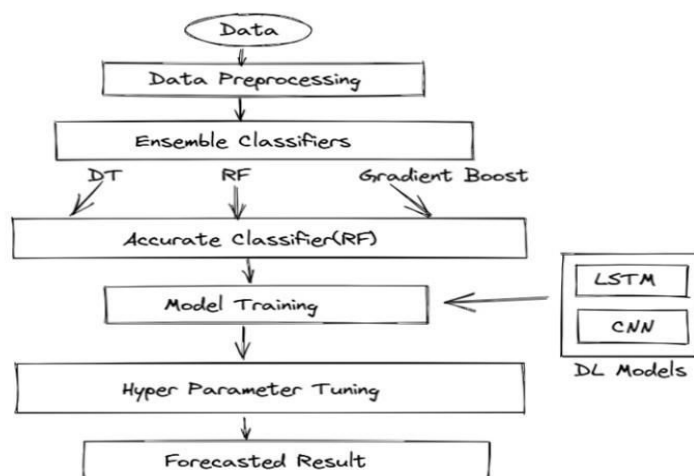 Data
Data Preprocessing
Ensemble Classifiers
DT RF Gradient Boost
Accurate Classifier(RF)
Model Training
LSTM
CNN
DL Models
Hyper Parameter Tuning
Forecasted Result